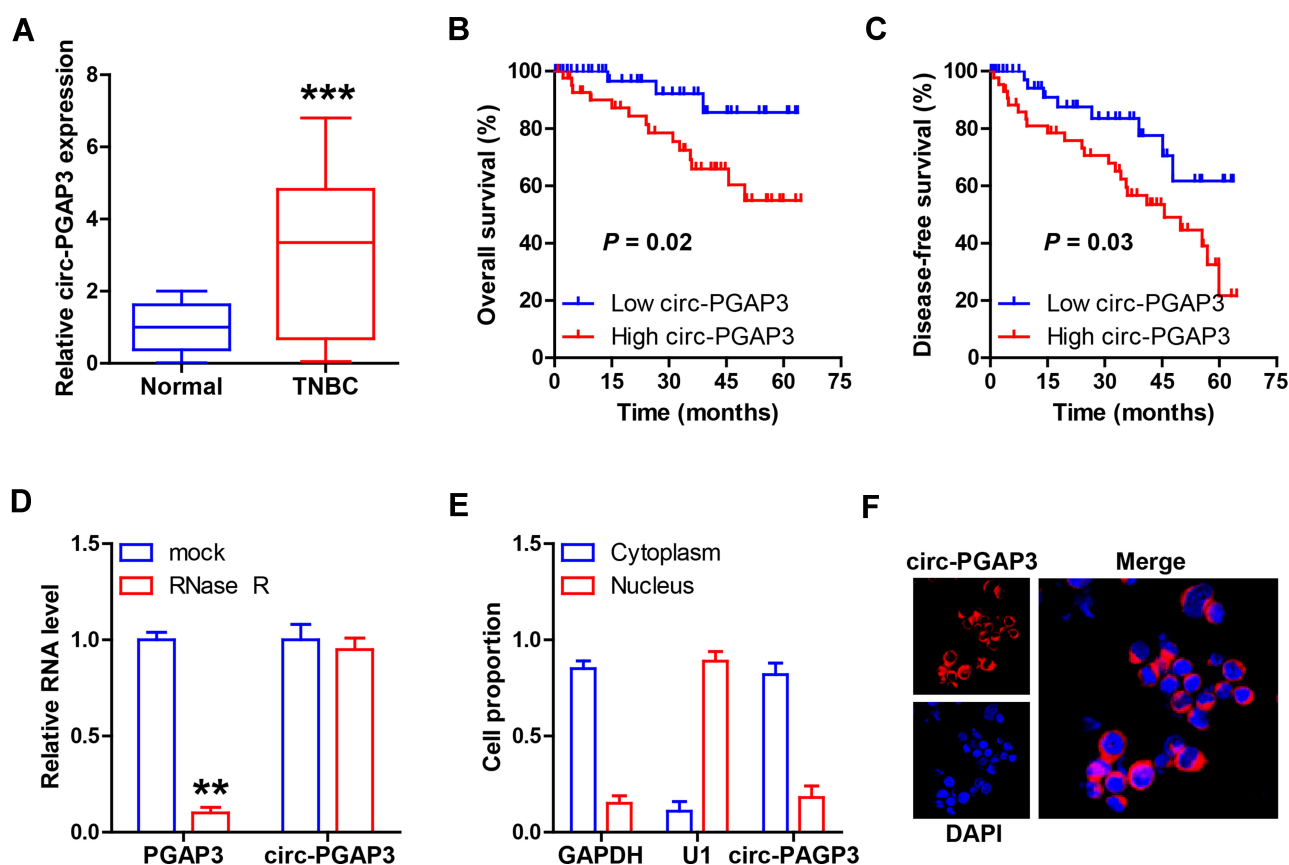 A
Relative circ-PGAP3 expression
8
6
4
2
0
***
Normal
TNBC
B
Overall survival (%)
100
80
60
40
20
0
P = 0.02
Low circ-PGAP3
High circ-PGAP3
0 15 30 45 60 75
Time (months)
C
Disease-free survival (%)
100
80
60
40
20
0
P = 0.03
Low circ-PGAP3
High circ-PGAP3
0 15 30 45 60 75
Time (months)
D
Relative RNA level
1.5
1.0
0.5
0.0
mock
RNase R
**
PGAP3
circ-PGAP3
E
Cell proportion
1.5
1.0
0.5
0.0
Cytoplasm
Nucleus
GAPDH
U1
circ-PAGP3
F
circ-PGAP3
Merge
DAPI